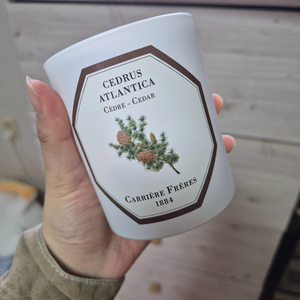 CEDRUS
ATLANTICA
CÈDRE - CEDAR
CARRIÈRE FRÈRES
1884